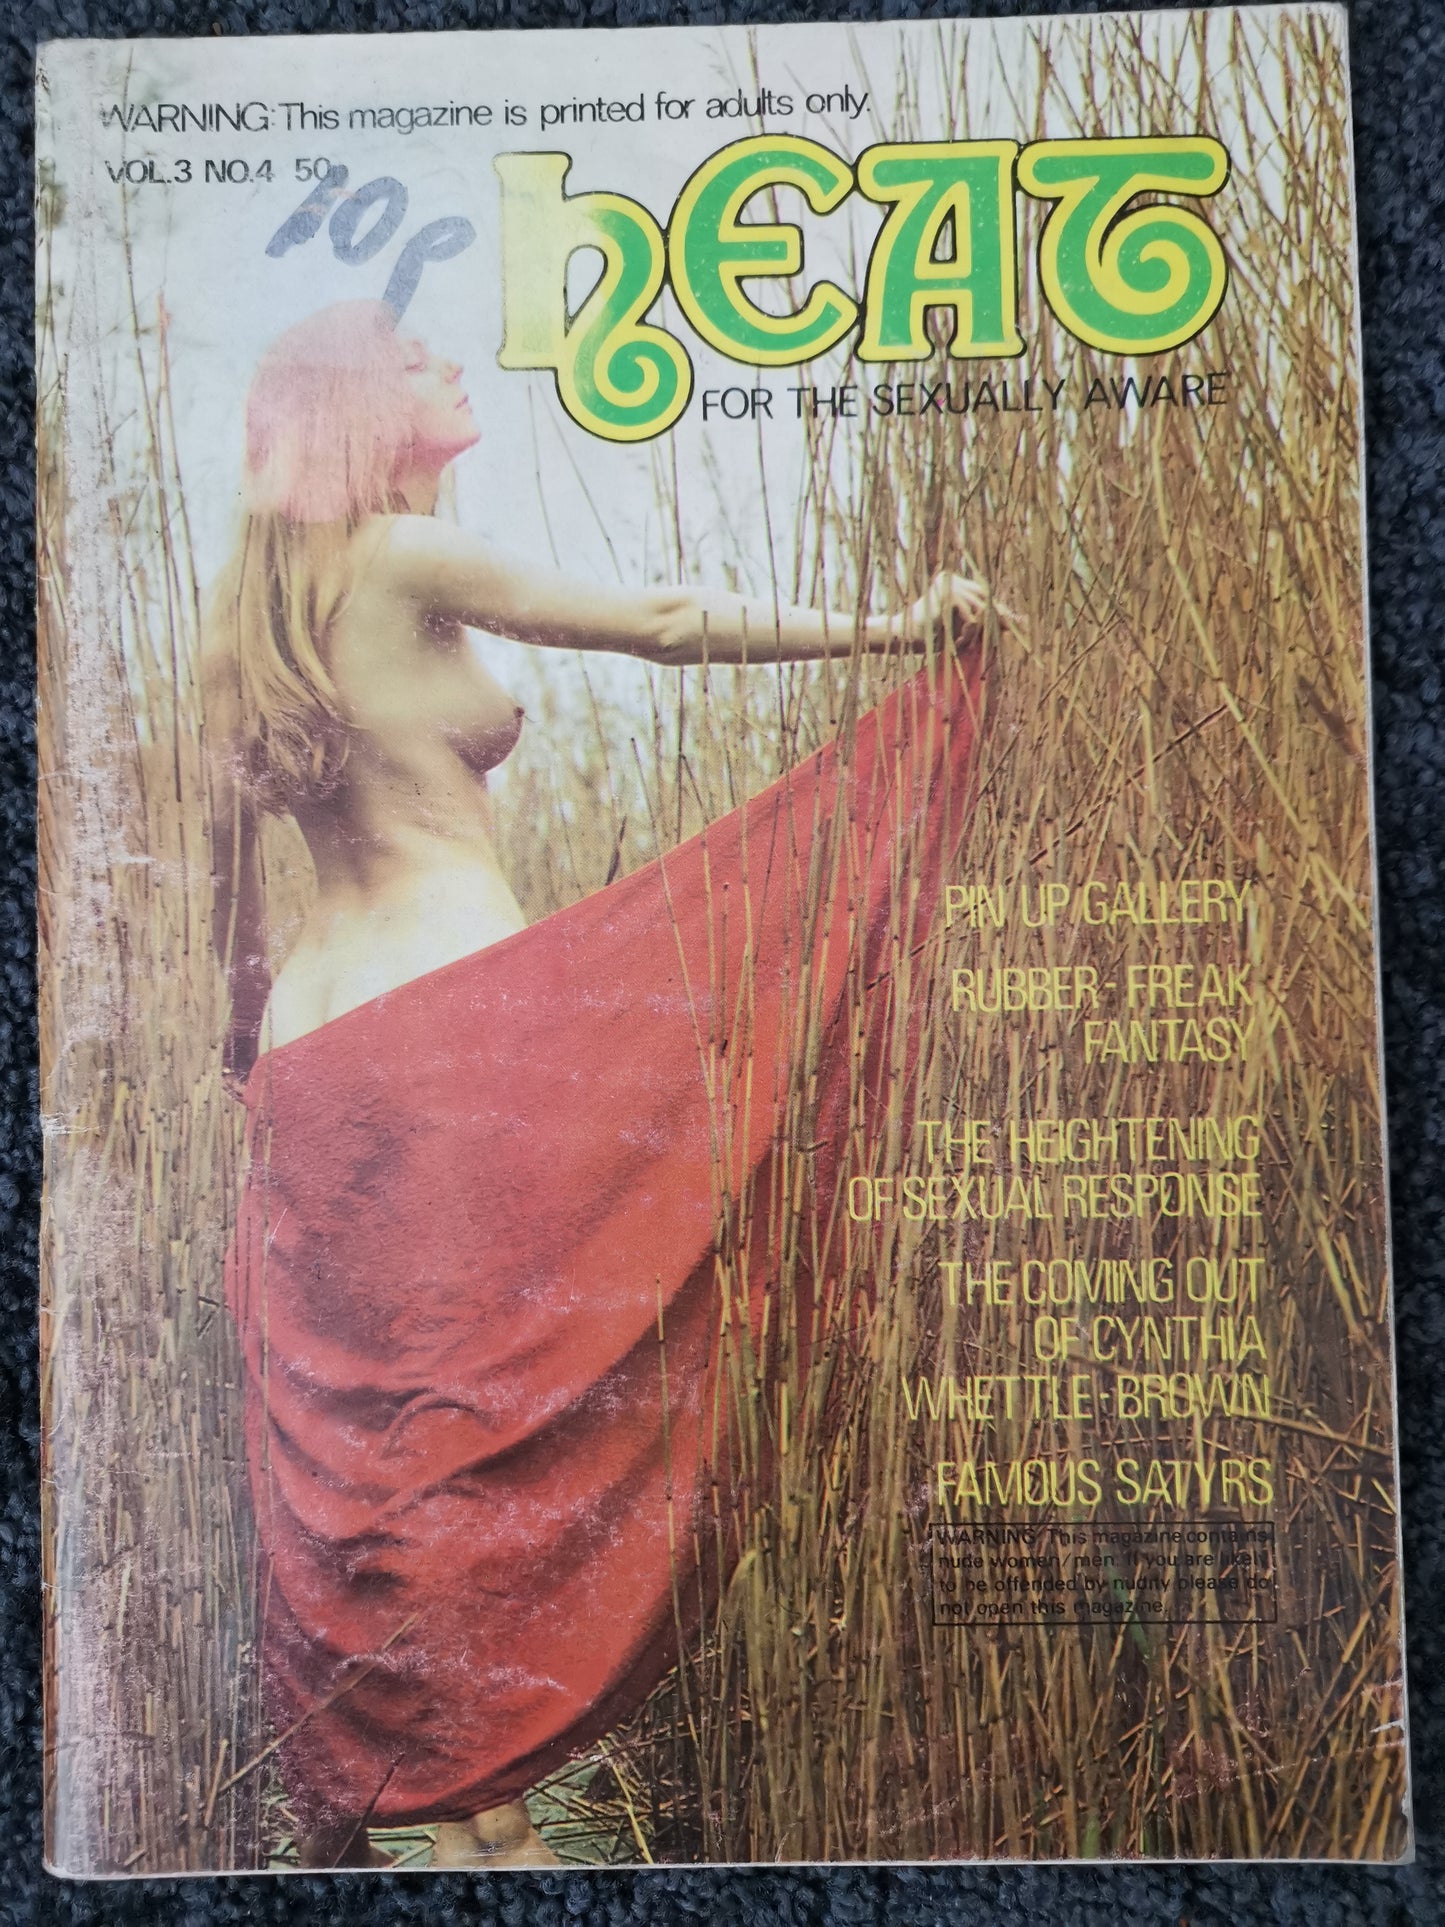 WARNING: This magazine is printed for adults only.
VOL.3 NO.4 50p
10p
hEAT
FOR THE SEXUALLY AWARE
PIN UP GALLERY
RUBBER-FREAK
FANTASY
THE HEIGHTENING
OF SEXUAL RESPONSE
THE COMING OUT
OF CYNTHIA
WHETTLE-BROWN
FAMOUS SATYRS
WARNING: This magazine contains
nude women/men. If you are likely
to be offended by nudity please do
not open this magazine.